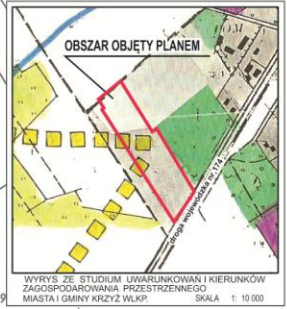 OBSZAR OBJĘTY PLANEM
droga wojewódzka nr 174
WYRYS ZE STUDIUM UWARUNKOWAŃ I KIERUNKÓW
ZAGOSPODAROWANIA PRZESTRZENNEGO
MIASTA I GMINY KRZYŻ WLKP. SKALA 1: 10 000